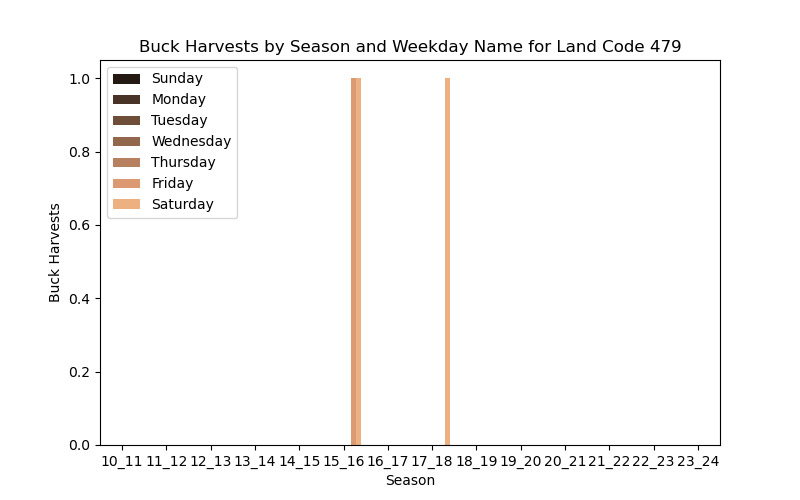 Buck Harvests by Season and Weekday Name for Land Code 479
Sunday
Monday
Tuesday
Wednesday
Thursday
Friday
Saturday
Buck Harvests
1.0
0.8
0.6
0.4
0.2
0.0
10_11 11_12 12_13 13_14 14_15 15_16 16_17 17_18 18_19 19_20 20_21 21_22 22_23 23_24
Season